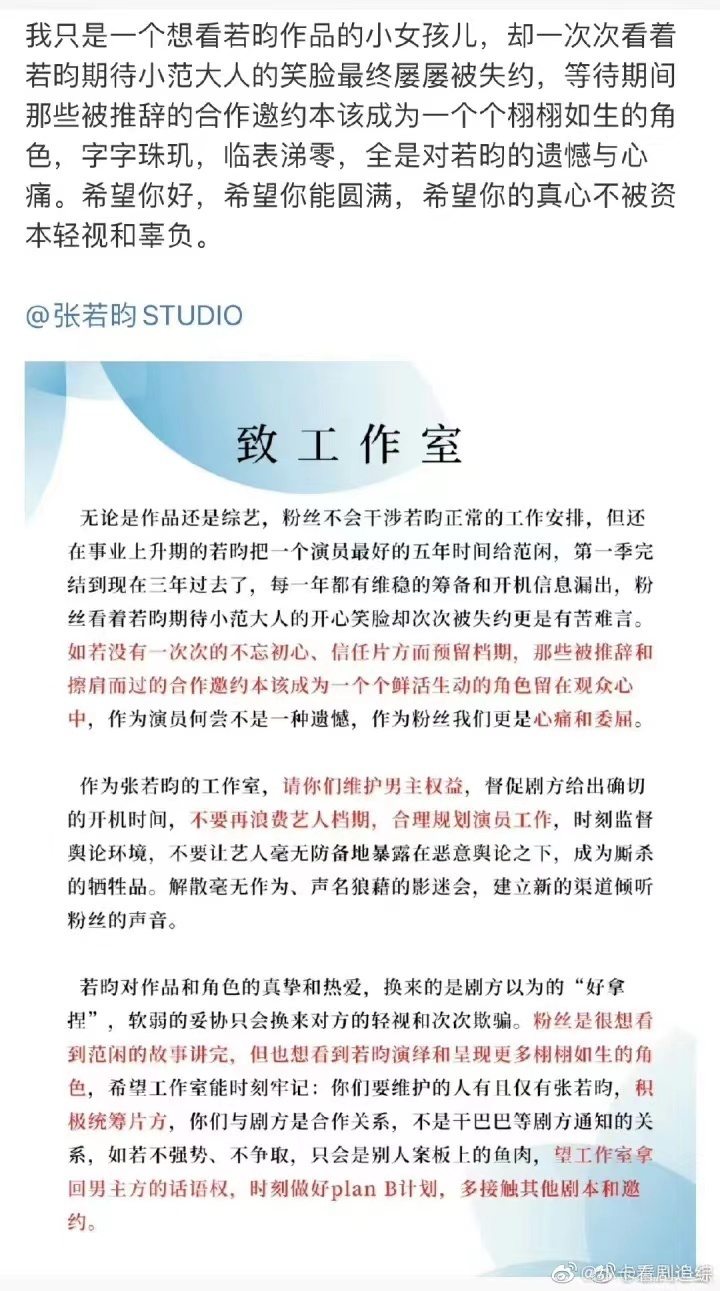 我只是一个想看若昀作品的小女孩儿，却一次次看着
若昀期待小范大人的笑脸最终屡屡被失约，等待期间
那些被推辞的合作邀约本该成为一个个栩栩如生的角
色，字字珠玑，临表涕零，全是对若昀的遗憾与心
痛。希望你好，希望你能圆满，希望你的真心不被资
本轻视和辜负。
@张若昀STUDIO
致工作室
无论是作品还是综艺，粉丝不会干涉若昀正常的工作安排，但还
在事业上升期的若昀把一个演员最好的五年时间给范闲，第一季完
结到现在三年过去了，每一年都有维稳的筹备和开机信息漏出，粉
丝看着若昀期待小范大人的开心笑脸却次次被失约更是有苦难言。
如若没有一次次的不忘初心、信任片方而预留档期，那些被推辞和
擦肩而过的合作邀约本该成为一个个鲜活生动的角色留在观众心
中，作为演员何尝不是一种遗憾，作为粉丝我们更是心痛和委屈。
作为张若昀的工作室，请你们维护男主权益，督促剧方给出确切
的开机时间，不要再浪费艺人档期，合理规划演员工作，时刻监督
舆论环境，不要让艺人毫无防备地暴露在恶意舆论之下，成为厮杀
的牺牲品。解散毫无作为、声名狼藉的影迷会，建立新的渠道倾听
粉丝的声音。
若昀对作品和角色的真挚和热爱，换来的是剧方以为的“好拿
捏”，软弱的妥协只会换来对方的轻视和次次欺骗。粉丝是很想看
到范闲的故事讲完，但也想看到若昀演绎和呈现更多栩栩如生的角
色，希望工作室能时刻牢记：你们要维护的人有且仅有张若昀，积
极统筹片方，你们与剧方是合作关系，不是干巴巴等剧方通知的关
系，如若不强势、不争取，只会是别人案板上的鱼肉，望工作室拿
回男主方的话语权，时刻做好plan B计划，多接触其他剧本和邀
约。
卡看剧追综